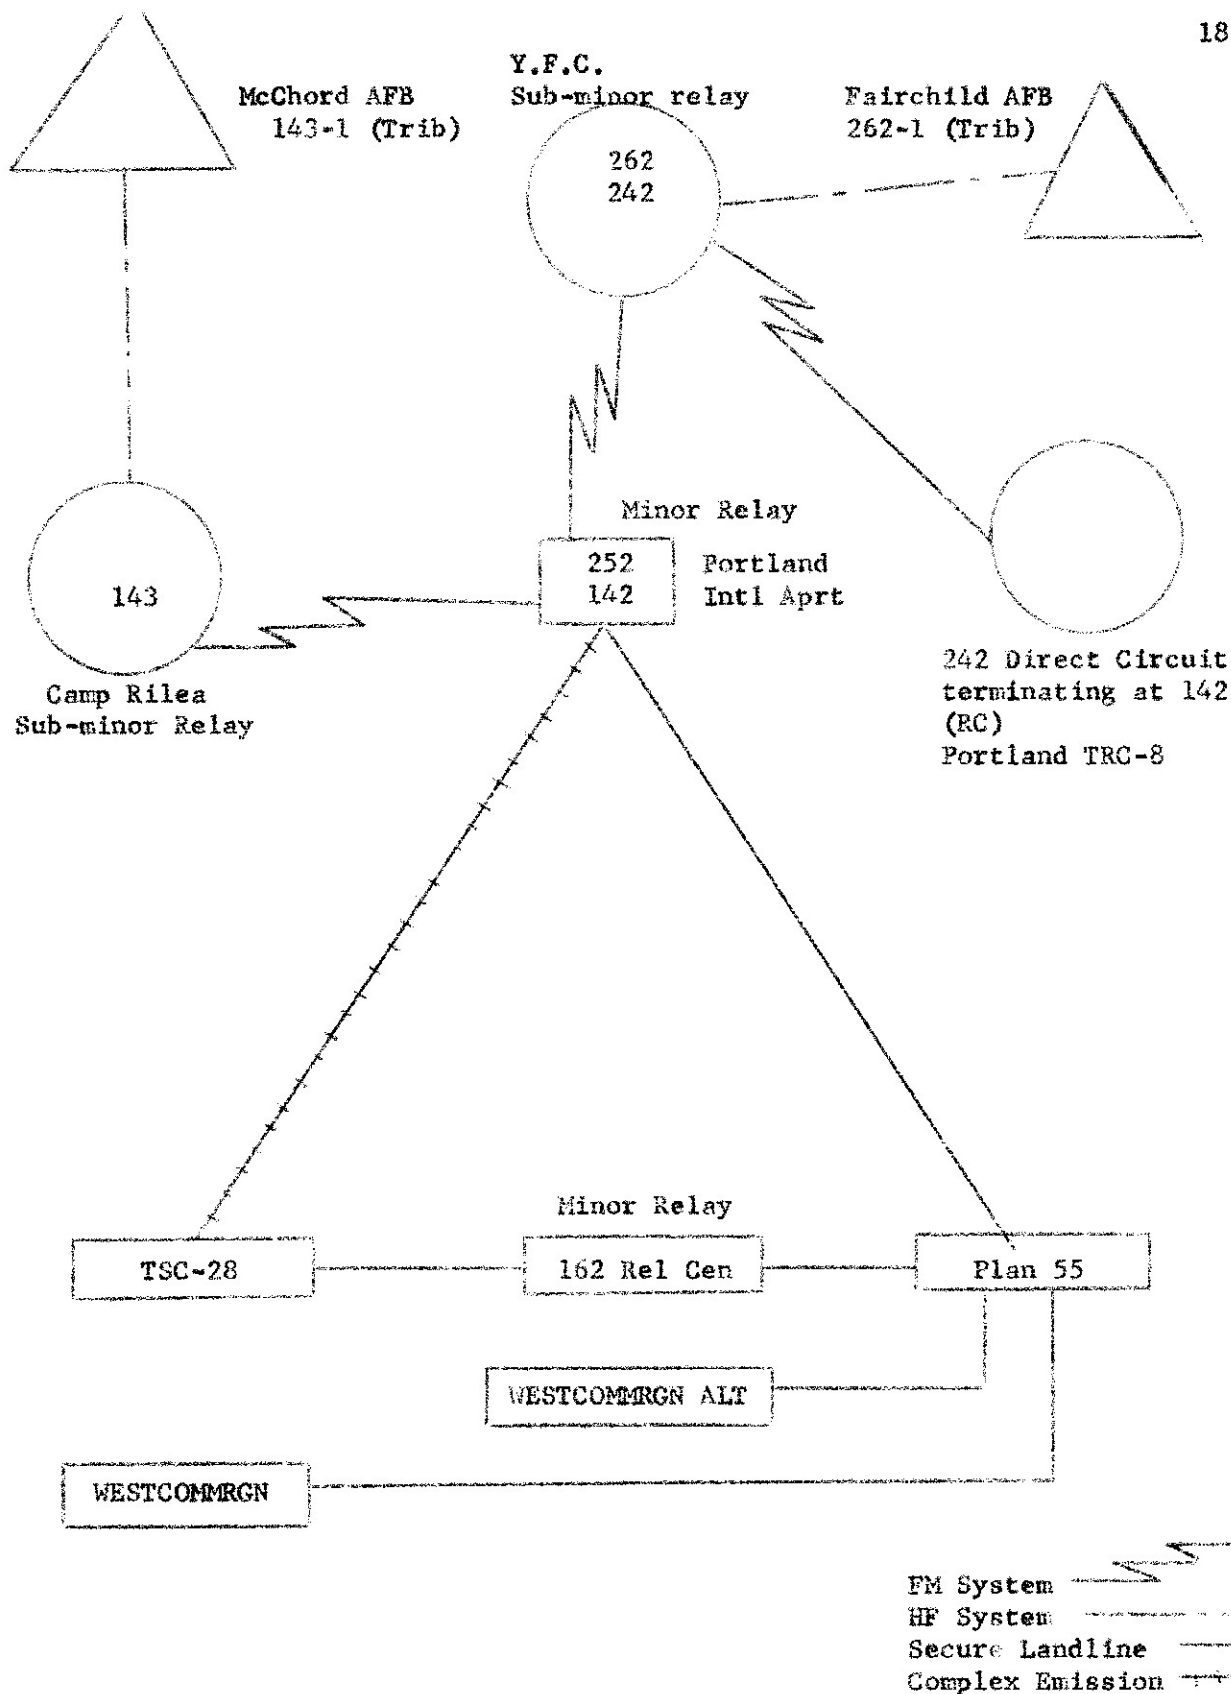 18
McChord AFB
143-1 (Trib)
Y.F.C.
Sub-minor relay
Fairchild AFB
262-1 (Trib)
262
242
Minor Relay
252
142
Portland
Intl Aprt
143
Camp Rilea
Sub-minor Relay
242 Direct Circuit
terminating at 142
(RC)
Portland TRC-8
Minor Relay
TSC-28
162 Rel Cen
Plan 55
WESTCOMMRGN ALT
WESTCOMMRGN
FM System
HF System
Secure Landline
Complex Emission